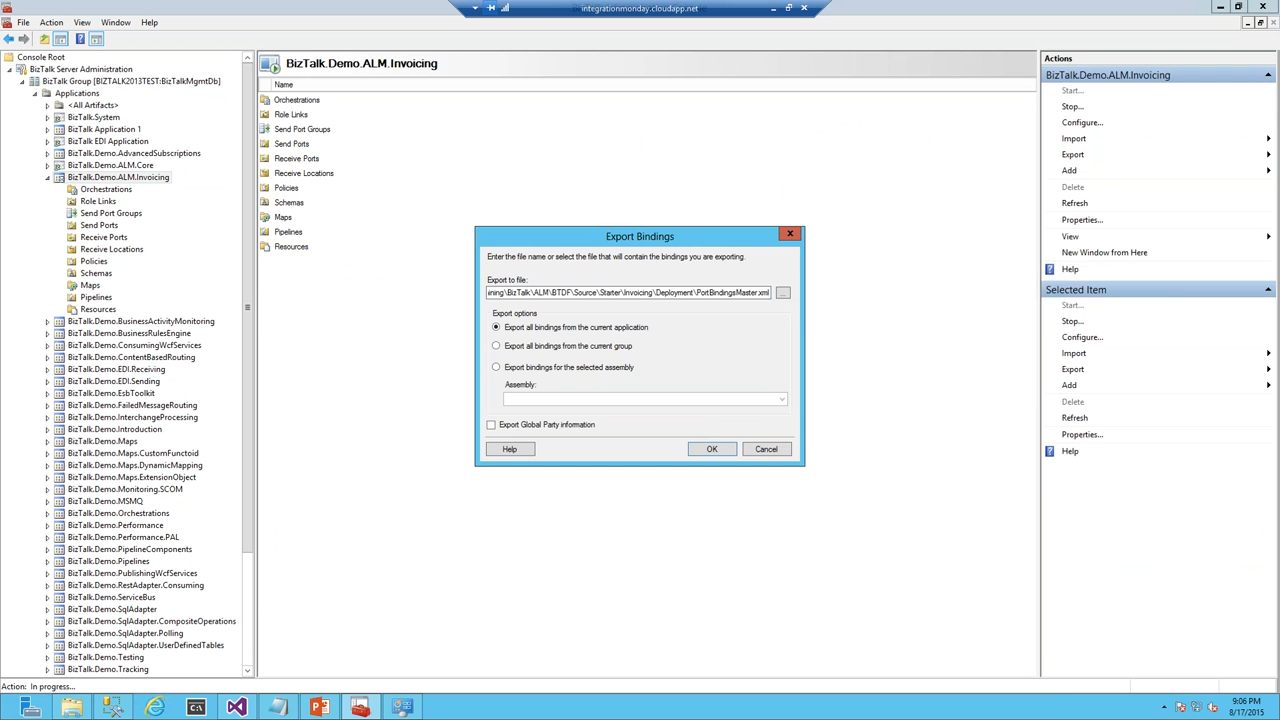 integrationmonday.cloudapp.net
File Action View Window Help
Console Root
BizTalk Server Administration
BizTalk Group [BIZTALK2013TEST:BizTalkMgmtDb]
Applications
<All Artifacts>
BizTalk.System
BizTalk Application 1
BizTalk EDI Application
BizTalk.Demo.AdvancedSubscriptions
BizTalk.Demo.ALM.Core
BizTalk.Demo.ALM.Invoicing
Orchestrations
Role Links
Send Port Groups
Send Ports
Receive Ports
Receive Locations
Policies
Schemas
Maps
Pipelines
Resources
BizTalk.Demo.BusinessActivityMonitoring
BizTalk.Demo.BusinessRulesEngine
BizTalk.Demo.ConsumingWcfServices
BizTalk.Demo.ContentBasedRouting
BizTalk.Demo.EDI.Receiving
BizTalk.Demo.EDI.Sending
BizTalk.Demo.EsbToolkit
BizTalk.Demo.FailedMessageRouting
BizTalk.Demo.InterchangeProcessing
BizTalk.Demo.Introduction
BizTalk.Demo.Maps
BizTalk.Demo.Maps.CustomFunctoid
BizTalk.Demo.Maps.DynamicMapping
BizTalk.Demo.Maps.ExtensionObject
BizTalk.Demo.Monitoring.SCOM
BizTalk.Demo.MSMQ
BizTalk.Demo.Orchestrations
BizTalk.Demo.Performance
BizTalk.Demo.Performance.PAL
BizTalk.Demo.PipelineComponents
BizTalk.Demo.Pipelines
BizTalk.Demo.PublishingWcfServices
BizTalk.Demo.RestAdapter.Consuming
BizTalk.Demo.ServiceBus
BizTalk.Demo.SqlAdapter
BizTalk.Demo.SqlAdapter.CompositeOperations
BizTalk.Demo.SqlAdapter.Polling
BizTalk.Demo.SqlAdapter.UserDefinedTables
BizTalk.Demo.Testing
BizTalk.Demo.Tracking
BizTalk.Demo.ALM.Invoicing
Name
Orchestrations
Role Links
Send Port Groups
Send Ports
Receive Ports
Receive Locations
Policies
Schemas
Maps
Pipelines
Resources
Export Bindings
Enter the file name or select the file that will contain the bindings you are exporting.
Export to file:
ining\BizTalk\ALM\BTDF\Source\Starter\Invoicing\Deployment\PortBindingsMaster.xml
...
Export options
Export all bindings from the current application
Export all bindings from the current group
Export bindings for the selected assembly
Assembly:
Export Global Party information
Help OK Cancel
Actions
BizTalk.Demo.ALM.Invoicing
Start...
Stop...
Configure...
Import
Export
Add
Delete
Refresh
Properties...
View
New Window from Here
Help
Selected Item
Start...
Stop...
Configure...
Import
Export
Add
Delete
Refresh
Properties...
Help
Action: In progress...
9:06 PM
8/17/2015